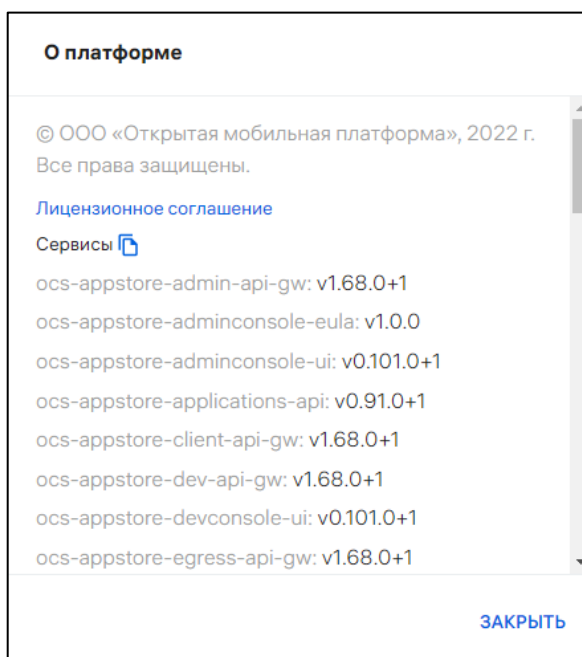 О платформе
© ООО «Открытая мобильная платформа», 2022 г.
Все права защищены.
Лицензионное соглашение
Сервисы
ocs-appstore-admin-api-gw: v1.68.0+1
ocs-appstore-adminconsole-eula: v1.0.0
ocs-appstore-adminconsole-ui: v0.101.0+1
ocs-appstore-applications-api: v0.91.0+1
ocs-appstore-client-api-gw: v1.68.0+1
ocs-appstore-dev-api-gw: v1.68.0+1
ocs-appstore-devconsole-ui: v0.101.0+1
ocs-appstore-egress-api-gw: v1.68.0+1
ЗАКРЫТЬ